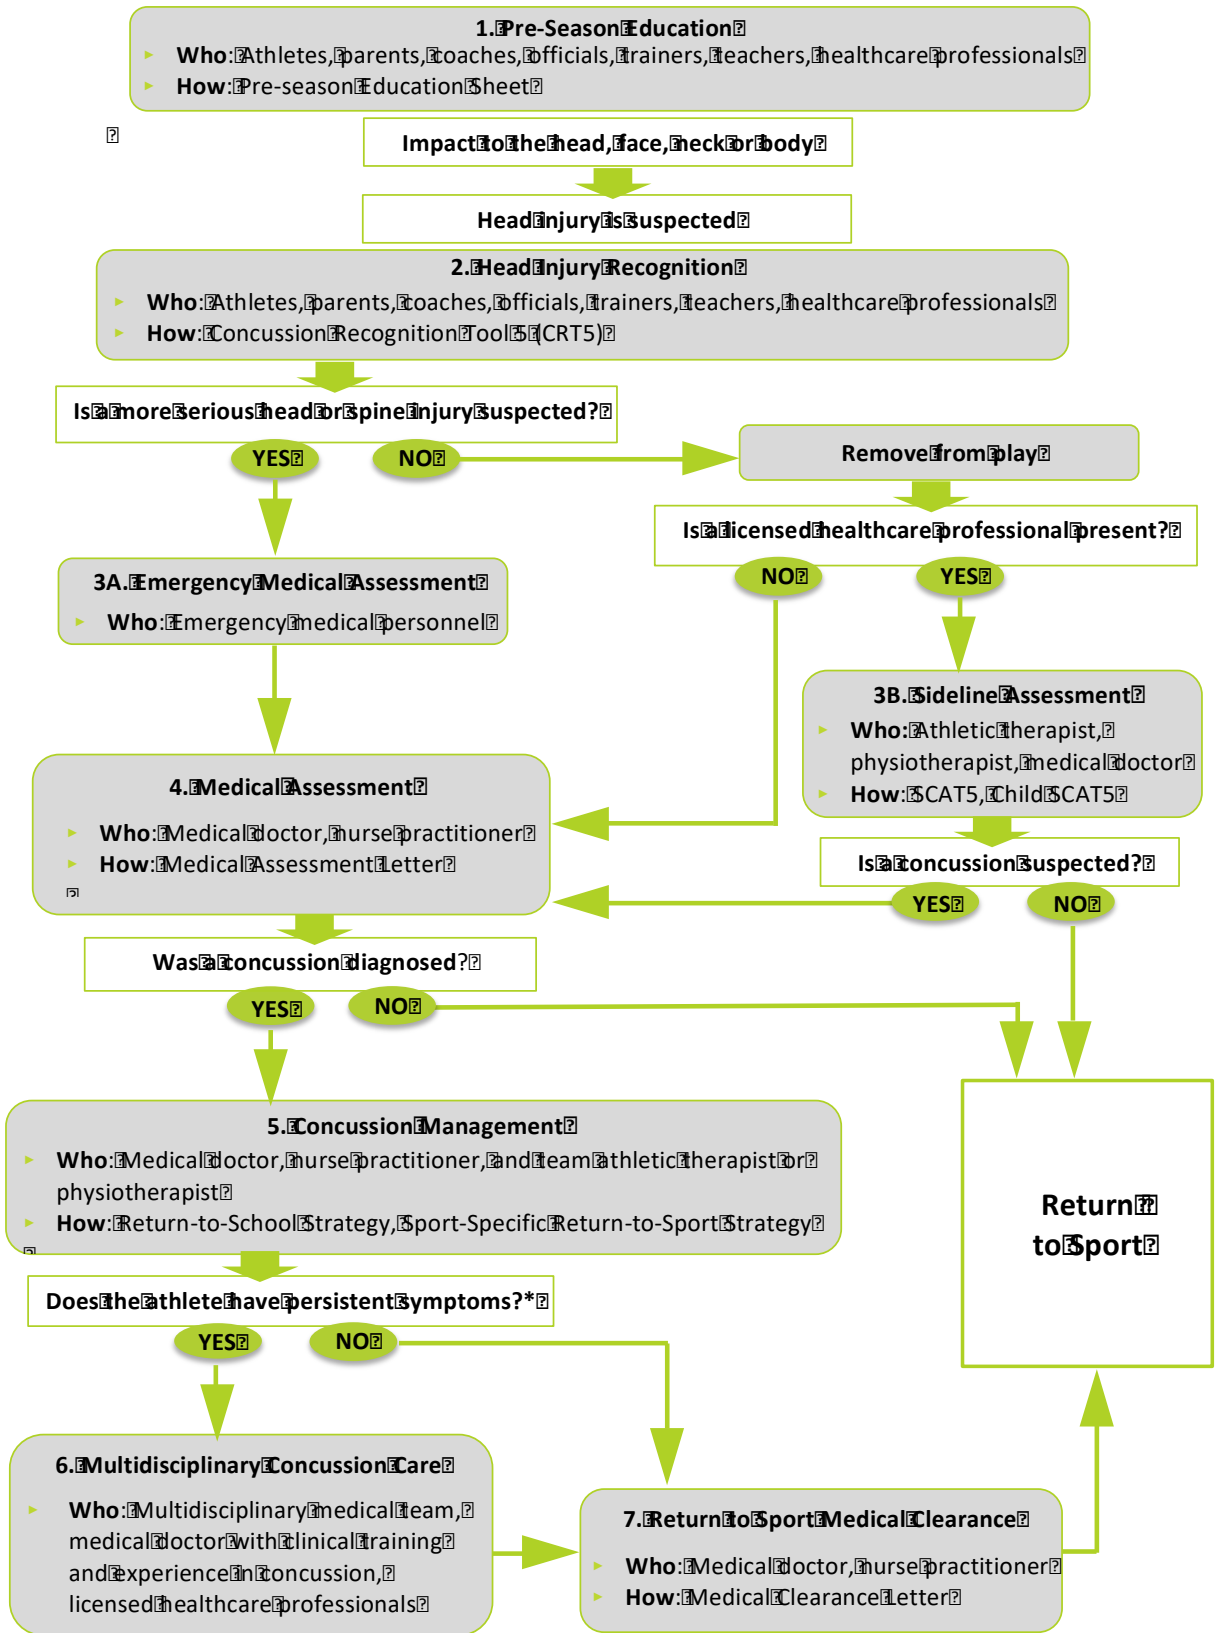 1. Pre-Season Education
► Who: Athletes, parents, coaches, officials, trainers, teachers, healthcare professionals
► How: Pre-season Education Sheet
Impact to the head, face, neck or body
Head injury is suspected
2. Head Injury Recognition
► Who: Athletes, parents, coaches, officials, trainers, teachers, healthcare professionals
► How: Concussion Recognition Tool 5 (CRT5)
Is a more serious head or spine injury suspected?
YES
NO
Remove from play
Is a licensed healthcare professional present?
NO
YES
3A. Emergency Medical Assessment
► Who: Emergency medical personnel
3B. Sideline Assessment
► Who: Athletic therapist,
physiotherapist, medical doctor
► How: SCAT5, Child SCAT5
4. Medical Assessment
► Who: Medical doctor, nurse practitioner
► How: Medical Assessment Letter
Is a concussion suspected?
YES
NO
Was a concussion diagnosed?
YES
NO
5. Concussion Management
► Who: Medical doctor, nurse practitioner, and team athletic therapist or
physiotherapist
► How: Return-to-School Strategy, Sport-Specific Return-to-Sport Strategy
Return
to Sport
Does the athlete have persistent symptoms?*
YES
NO
6. Multidisciplinary Concussion Care
► Who: Multidisciplinary medical team,
medical doctor with clinical training
and experience in concussion,
licensed healthcare professionals
7. Return to Sport Medical Clearance
► Who: Medical doctor, nurse practitioner
► How: Medical Clearance Letter